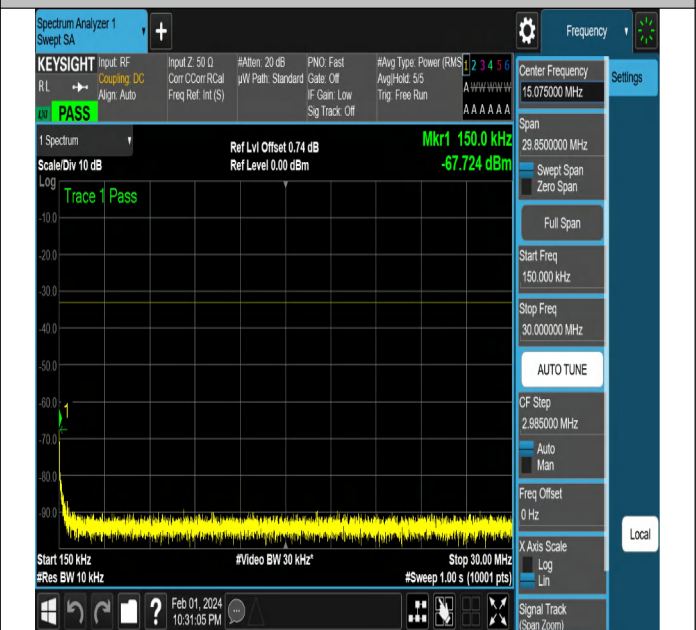 Spectrum Analyzer 1
Swept SA
+
Frequency
KEYSIGHT
RL
PASS
Input: RF
Coupling: DC
Align: Auto
Input Z: 50 Ω
Corr CCorr RCal
Freq Ref: Int (S)
#Atten: 20 dB
µW Path: Standard
PNO: Fast
Gate: Off
IF Gain: Low
Sig Track: Off
#Avg Type: Power (RMS
Avg|Hold: 5/5
Trig: Free Run
1 2 3 4 5 6
A W W W W W
A A A A A A
1 Spectrum
Scale/Div 10 dB
Ref Lvl Offset 0.74 dB
Ref Level 0.00 dBm
Mkr1 150.0 kHz
-67.724 dBm
Log
Trace 1 Pass
-10.0
-20.0
-30.0
-40.0
-50.0
-60.0
1
-70.0
-80.0
-90.0
Start 150 kHz
#Res BW 10 kHz
#Video BW 30 kHz*
Stop 30.00 MHz
#Sweep 1.00 s (10001 pts)
?
Feb 01, 2024
10:31:05 PM
Center Frequency
15.075000 MHz
Settings
Span
29.8500000 MHz
Swept Span
Zero Span
Full Span
Start Freq
150.000 kHz
Stop Freq
30.000000 MHz
AUTO TUNE
CF Step
2.985000 MHz
Auto
Man
Freq Offset
0 Hz
X Axis Scale
Log
Lin
Local
Signal Track
(Span Zoom)